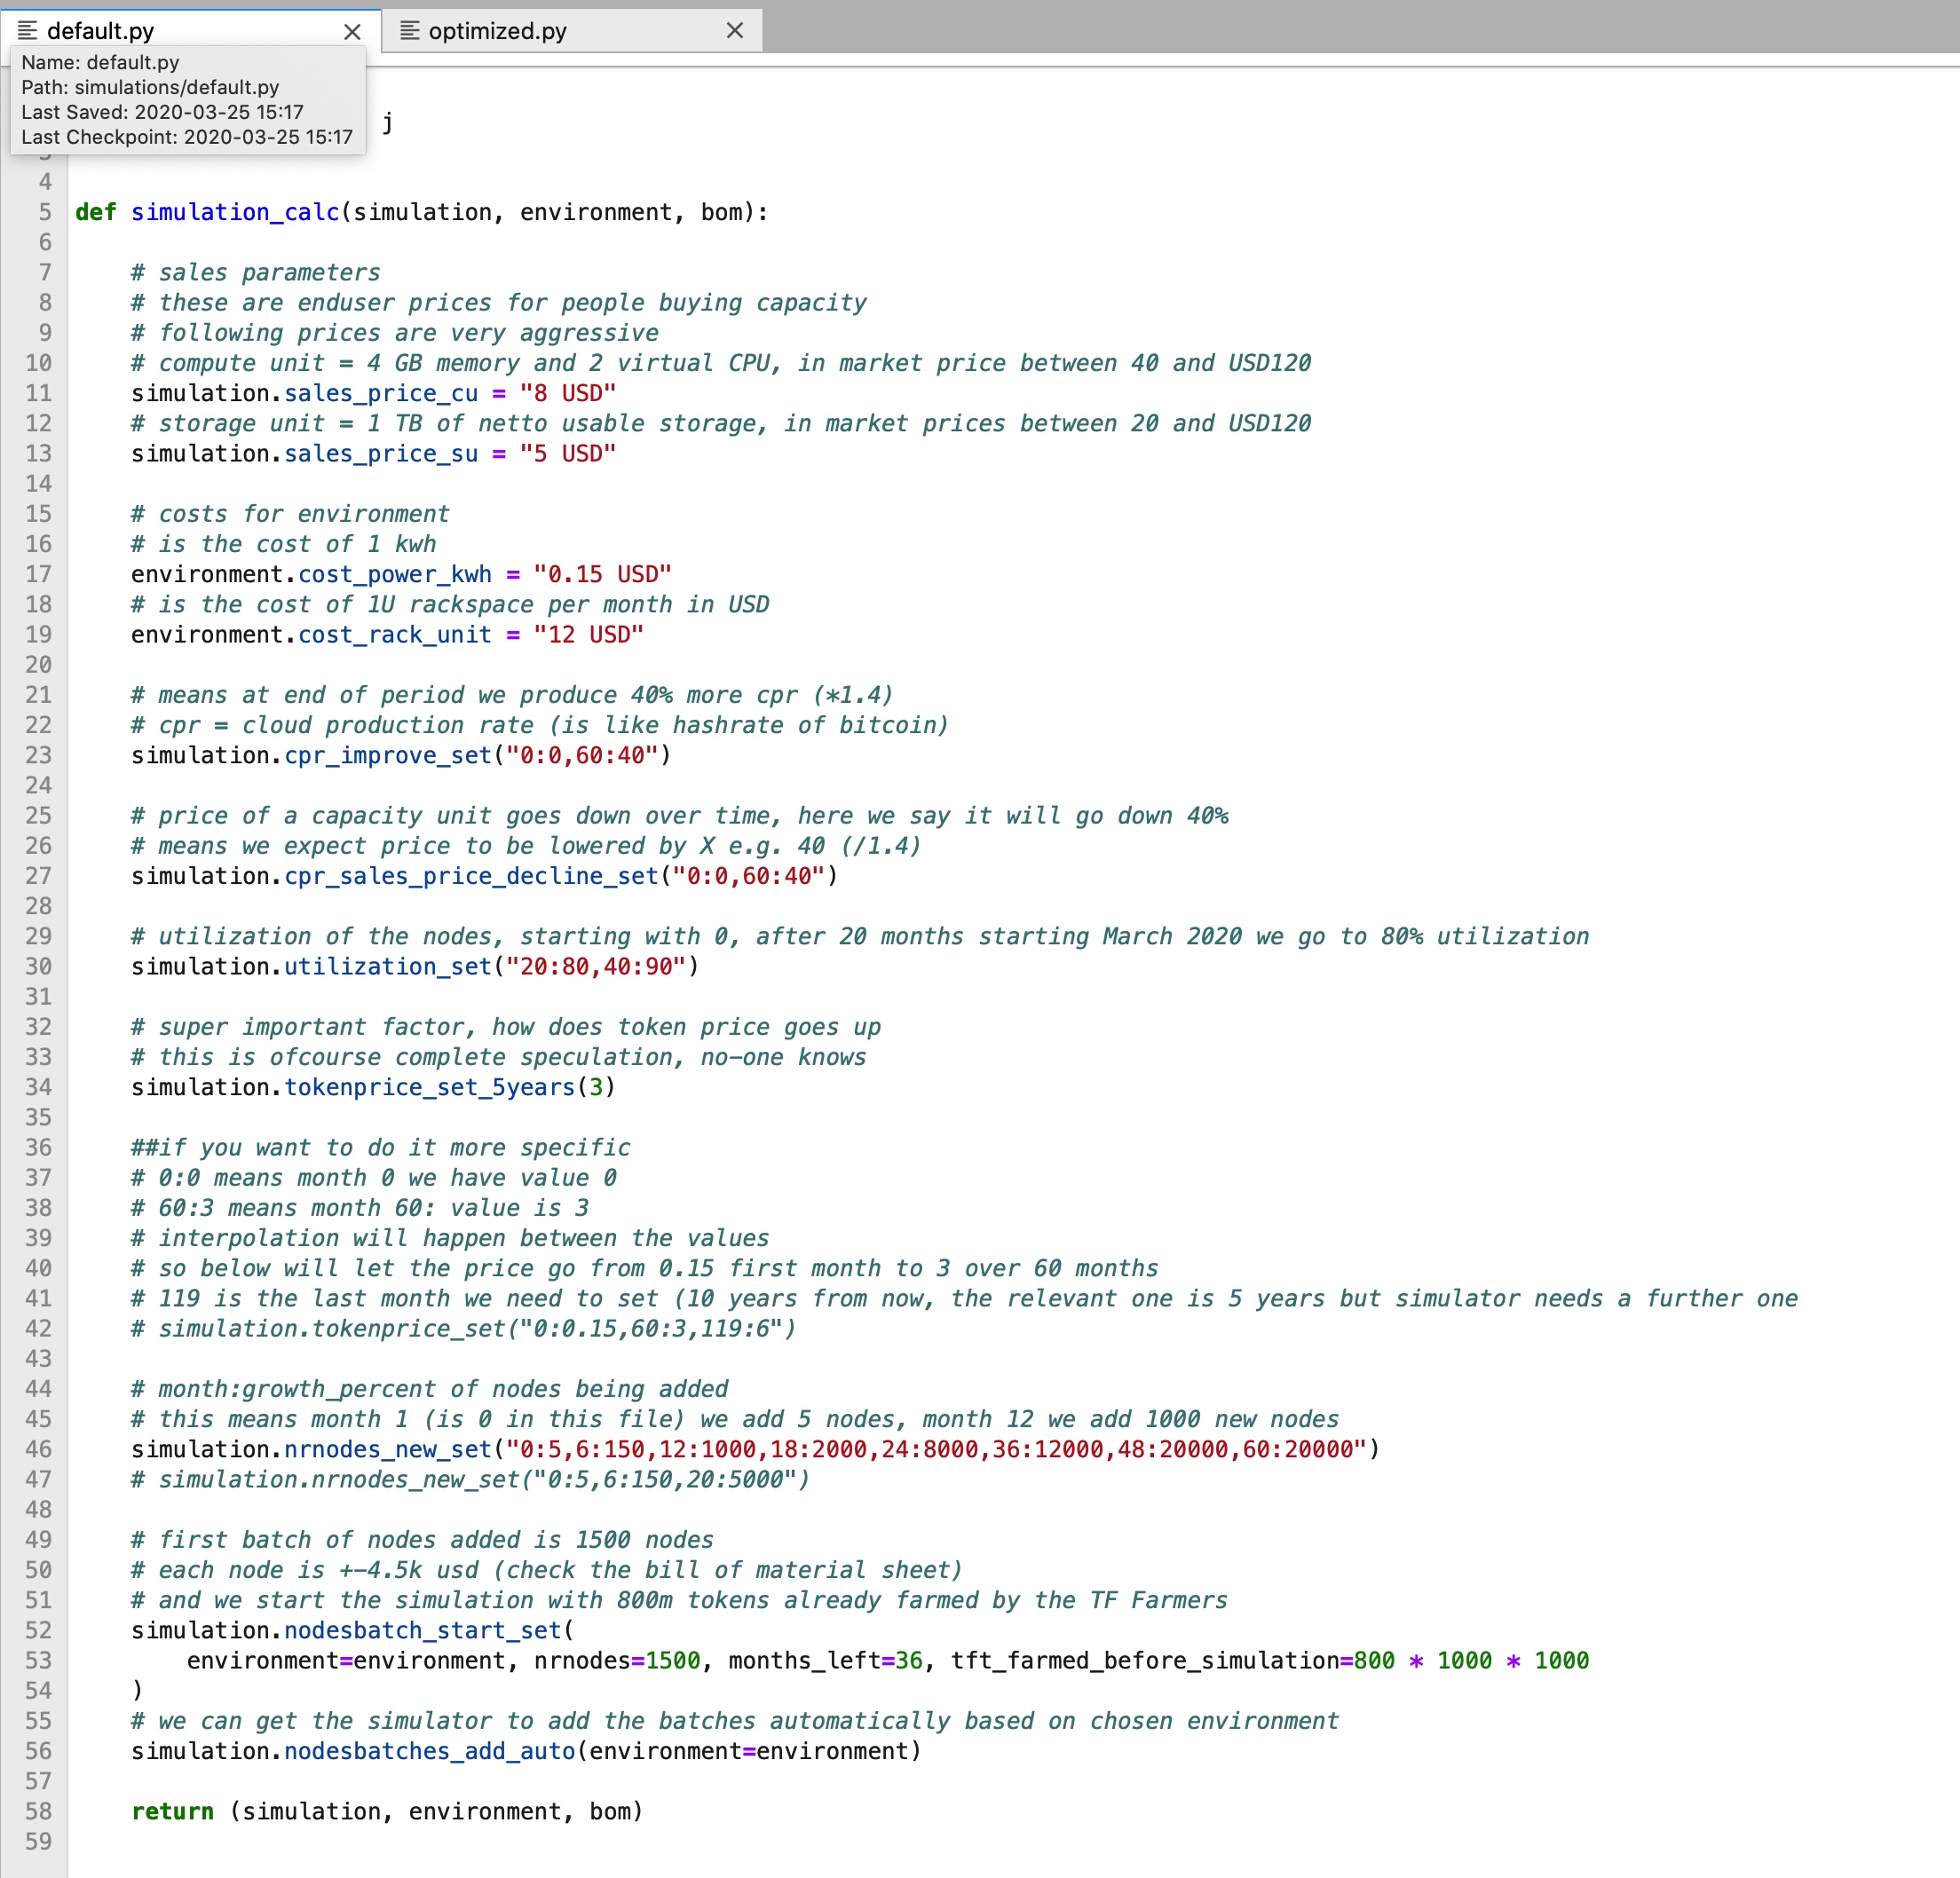 default.py
optimized.py
Name: default.py
Path: simulations/default.py
Last Saved: 2020-03-25 15:17
Last Checkpoint: 2020-03-25 15:17
j
4
5 def simulation_calc(simulation, environment, bom):
6
7 # sales parameters
8 # these are enduser prices for people buying capacity
9 # following prices are very aggressive
10 # compute unit = 4 GB memory and 2 virtual CPU, in market price between 40 and USD120
11 simulation.sales_price_cu = "8 USD"
12 # storage unit = 1 TB of netto usable storage, in market prices between 20 and USD120
13 simulation.sales_price_su = "5 USD"
14
15 # costs for environment
16 # is the cost of 1 kwh
17 environment.cost_power_kwh = "0.15 USD"
18 # is the cost of 1U rackspace per month in USD
19 environment.cost_rack_unit = "12 USD"
20
21 # means at end of period we produce 40% more cpr (*1.4)
22 # cpr = cloud production rate (is like hashrate of bitcoin)
23 simulation.cpr_improve_set("0:0,60:40")
24
25 # price of a capacity unit goes down over time, here we say it will go down 40%
26 # means we expect price to be lowered by X e.g. 40 (/1.4)
27 simulation.cpr_sales_price_decline_set("0:0,60:40")
28
29 # utilization of the nodes, starting with 0, after 20 months starting March 2020 we go to 80% utilization
30 simulation.utilization_set("20:80,40:90")
31
32 # super important factor, how does token price goes up
33 # this is ofcourse complete speculation, no-one knows
34 simulation.tokenprice_set_5years(3)
35
36 ##if you want to do it more specific
37 # 0:0 means month 0 we have value 0
38 # 60:3 means month 60: value is 3
39 # interpolation will happen between the values
40 # so below will let the price go from 0.15 first month to 3 over 60 months
41 # 119 is the last month we need to set (10 years from now, the relevant one is 5 years but simulator needs a further one
42 # simulation.tokenprice_set("0:0.15,60:3,119:6")
43
44 # month:growth_percent of nodes being added
45 # this means month 1 (is 0 in this file) we add 5 nodes, month 12 we add 1000 new nodes
46 simulation.nrnodes_new_set("0:5,6:150,12:1000,18:2000,24:8000,36:12000,48:20000,60:20000")
47 # simulation.nrnodes_new_set("0:5,6:150,20:5000")
48
49 # first batch of nodes added is 1500 nodes
50 # each node is +-4.5k usd (check the bill of material sheet)
51 # and we start the simulation with 800m tokens already farmed by the TF Farmers
52 simulation.nodesbatch_start_set(
53 environment=environment, nrnodes=1500, months_left=36, tft_farmed_before_simulation=800 * 1000 * 1000
54 )
55 # we can get the simulator to add the batches automatically based on chosen environment
56 simulation.nodesbatches_add_auto(environment=environment)
57
58 return (simulation, environment, bom)
59